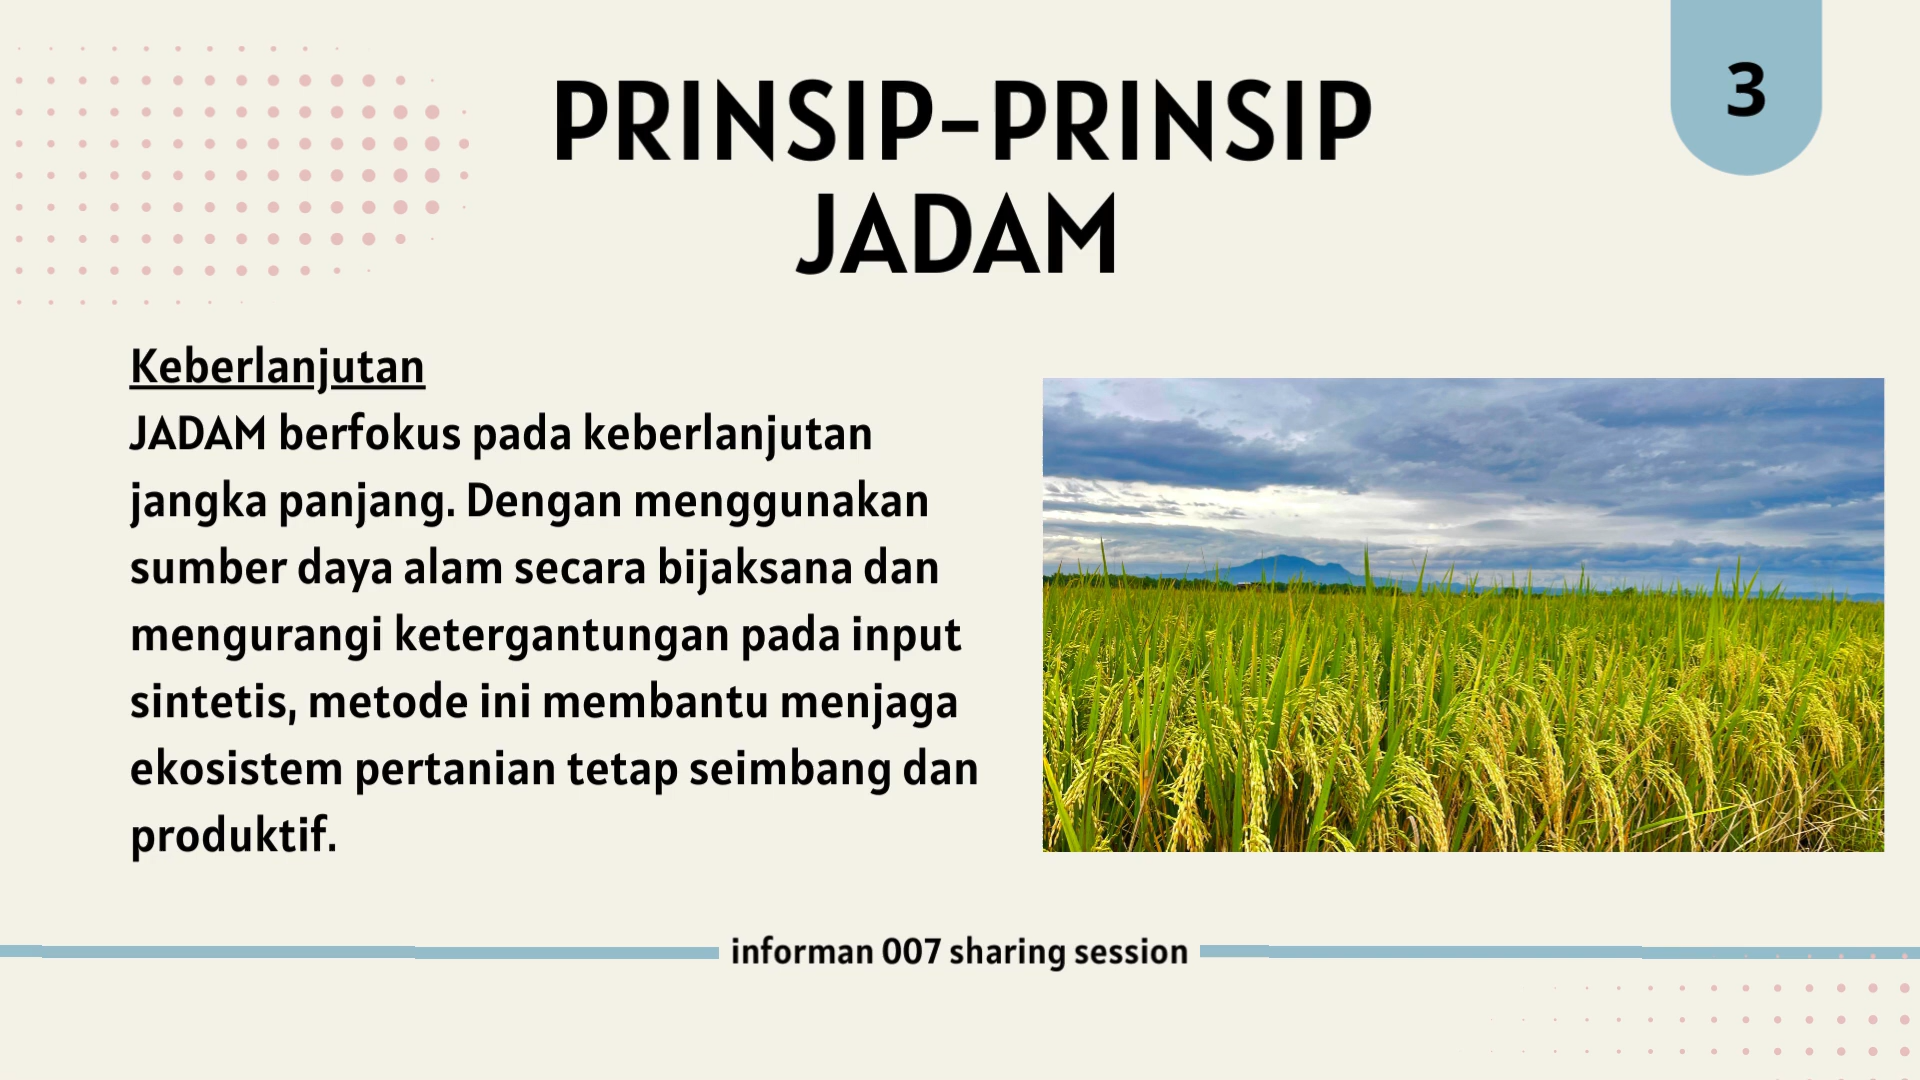 3
PRINSIP-PRINSIP
JADAM
Keberlanjutan
JADAM berfokus pada keberlanjutan
jangka panjang. Dengan menggunakan
sumber daya alam secara bijaksana dan
mengurangi ketergantungan pada input
sintetis, metode ini membantu menjaga
ekosistem pertanian tetap seimbang dan
produktif.
informan 007 sharing session